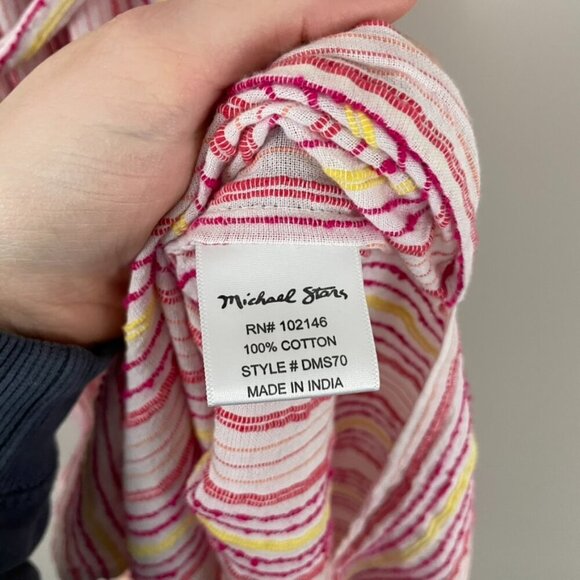 Michael Stars
RN# 102146
100% COTTON
STYLE # DMS70
MADE IN INDIA